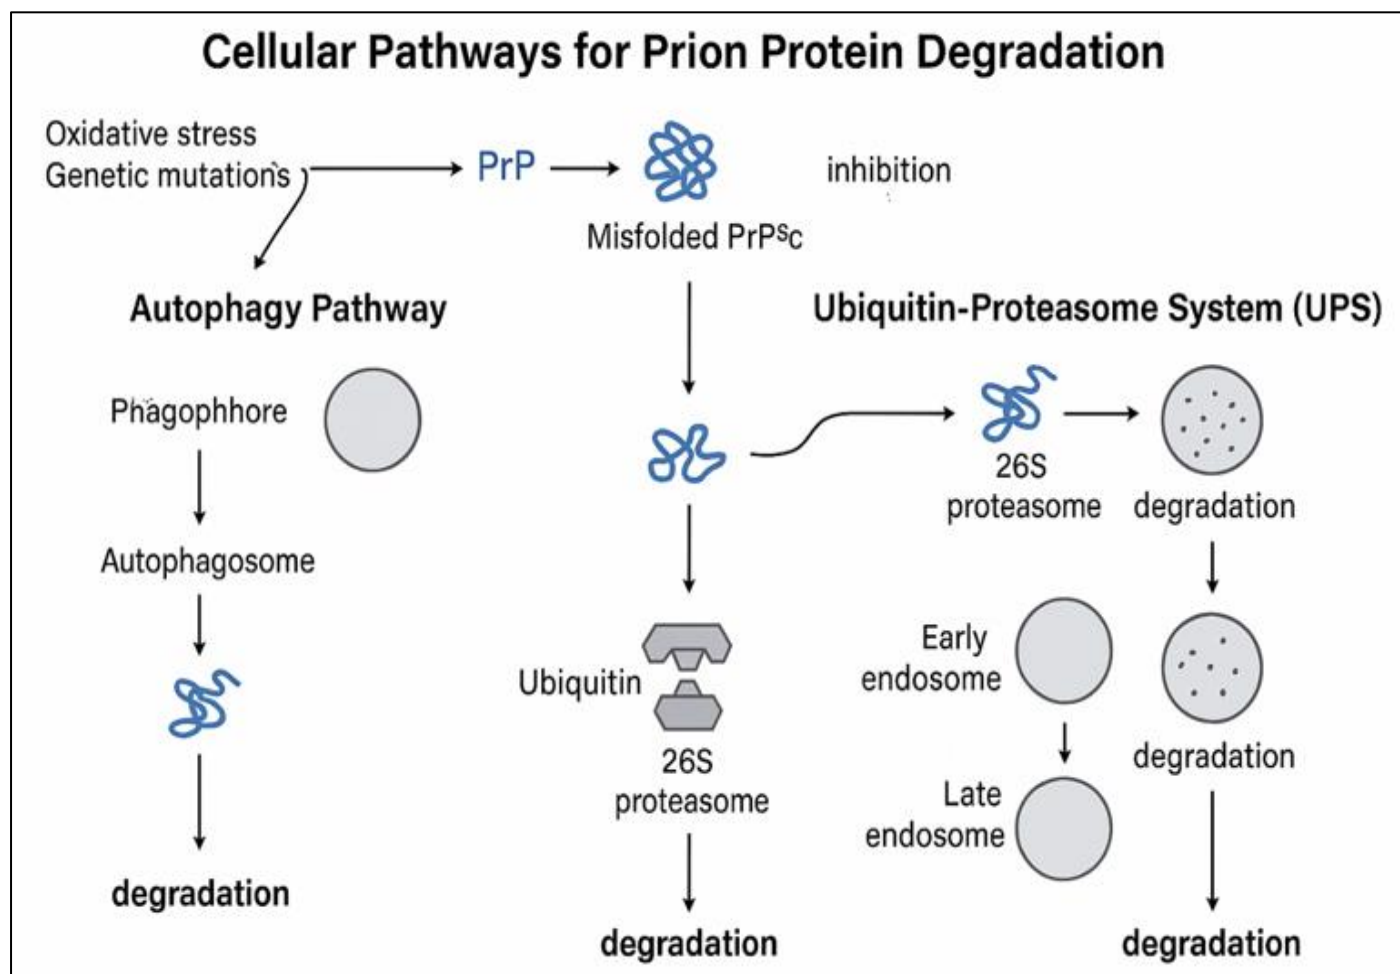 Cellular Pathways for Prion Protein Degradation
Oxidative stress
Genetic mutations
PrP
Misfolded PrPˢc
inhibition
Autophagy Pathway
Phagophhore
Autophagosome
degradation
Ubiquitin
26S
proteasome
degradation
Ubiquitin-Proteasome System (UPS)
26S
proteasome
degradation
Early
endosome
Late
endosome
degradation
degradation